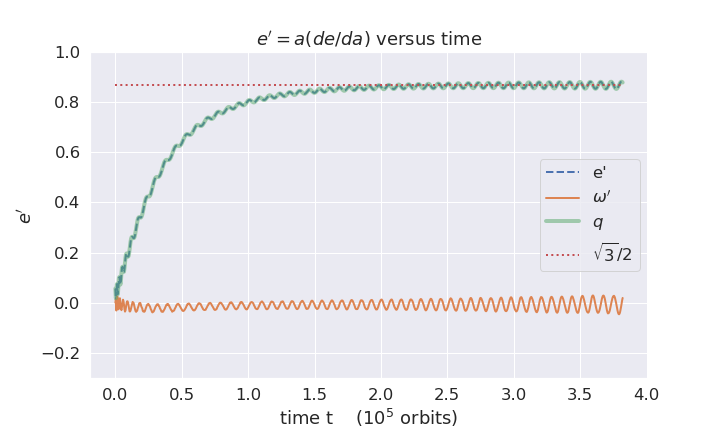 e′ = a(de/da) versus time
1.0
0.8
0.6
0.4
0.2
0.0
−0.2
e′
0.0 0.5 1.0 1.5 2.0 2.5 3.0 3.5 4.0
time t (10⁵ orbits)
e'
ω′
q
√3/2